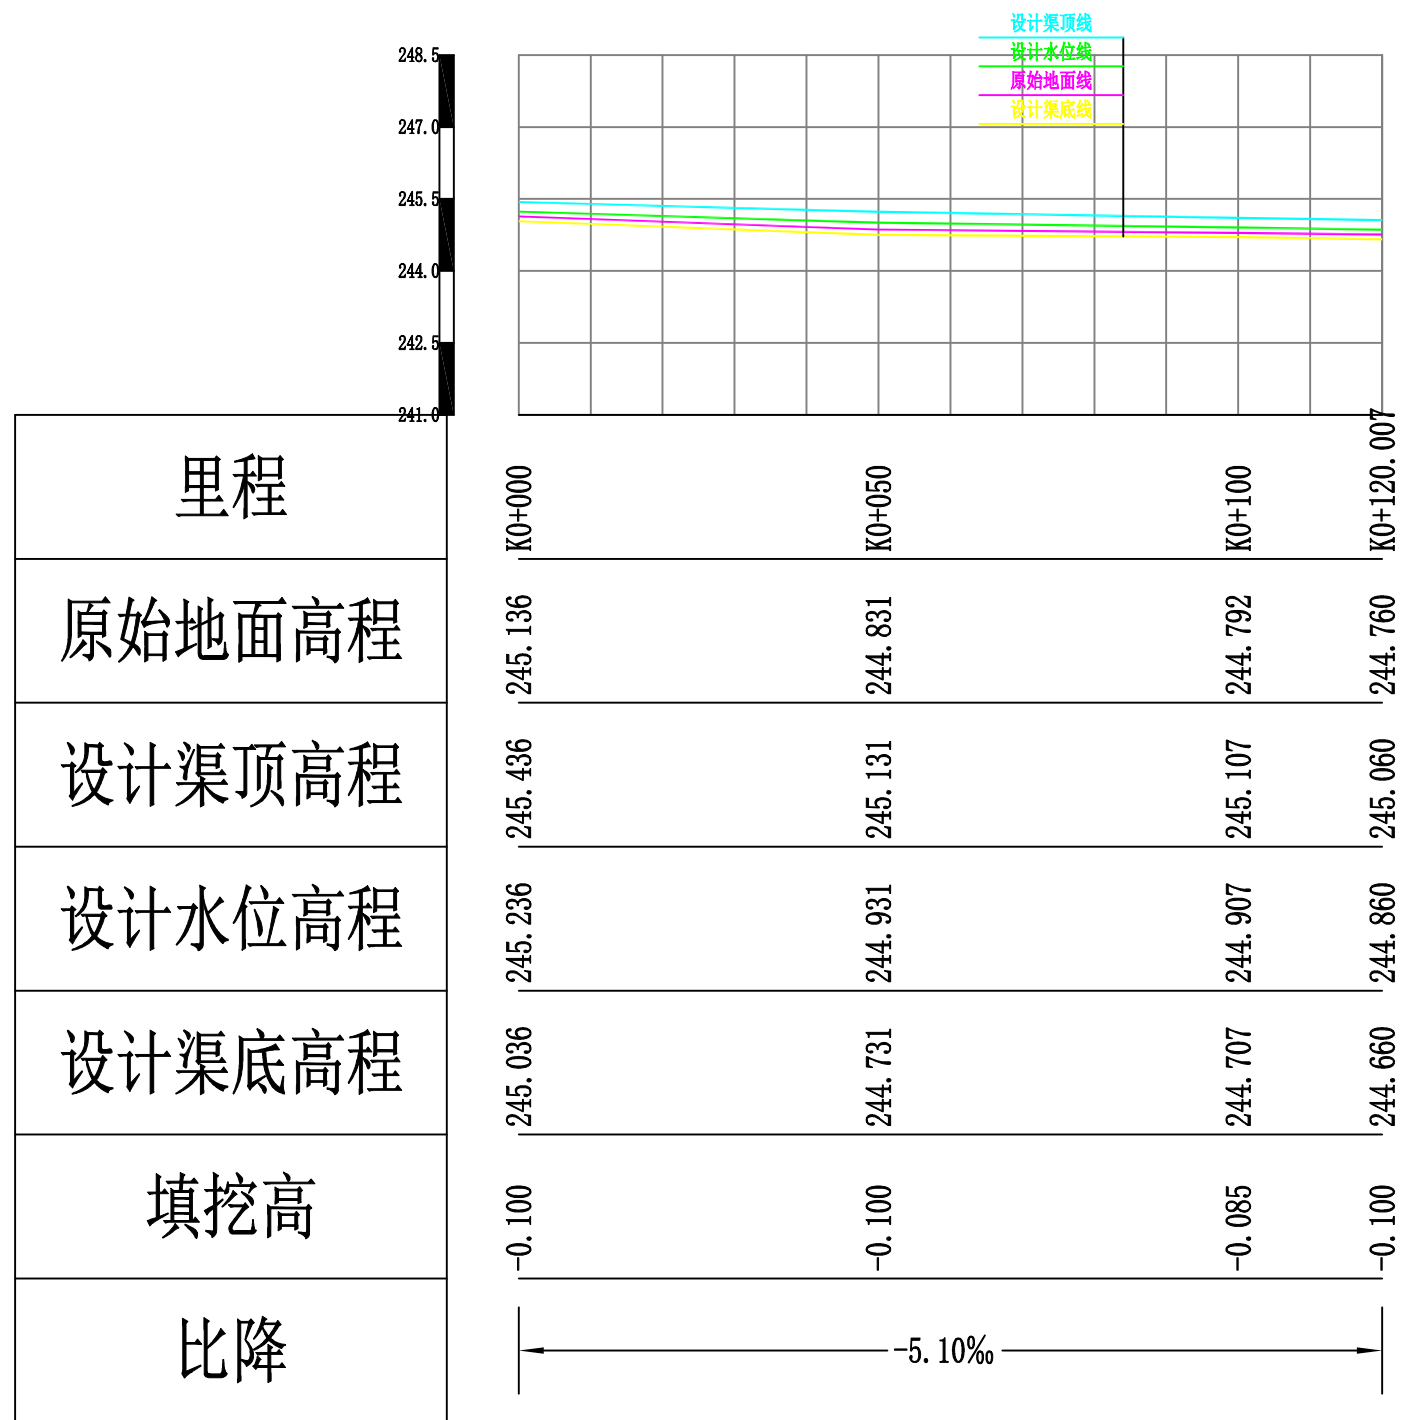 设计渠顶线
设计水位线
原始地面线
设计渠底线
248.5
247.0
245.5
244.0
242.5
241.0
里程 K0+000 K0+050 K0+100 K0+120.007
原始地面高程 245.136 244.831 244.792 244.760
设计渠顶高程 245.436 245.131 245.107 245.060
设计水位高程 245.236 244.931 244.907 244.860
设计渠底高程 245.036 244.731 244.707 244.660
填挖高 -0.100 -0.100 -0.085 -0.100
比降 -5.10‰